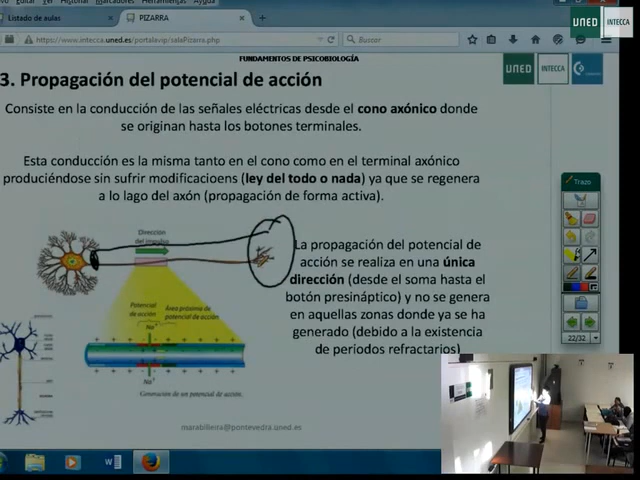 Listado de aulas
PIZARRA
https://www.intecca.uned.es/portalavip/salaPizarra.php
Buscar
UNED
INTECCA
FUNDAMENTOS DE PSICOBIOLOGÍA
UNED
INTECCA
3. Propagación del potencial de acción
Consiste en la conducción de las señales eléctricas desde el cono axónico donde
se originan hasta los botones terminales.
Esta conducción es la misma tanto en el cono como en el terminal axónico
produciéndose sin sufrir modificacioens (ley del todo o nada) ya que se regenera
a lo lago del axón (propagación de forma activa).
Trazo
22/32
Dirección
del impulso
La propagación del potencial de
acción se realiza en una única
dirección (desde el soma hasta el
botón presináptico) y no se genera
en aquellas zonas donde ya se ha
generado (debido a la existencia
de periodos refractarios)
Potencial
de acción
Área próxima de
potencial de acción
Na+
Na+
Generación de un potencial de acción.
marabilleira@pontevedra.uned.es